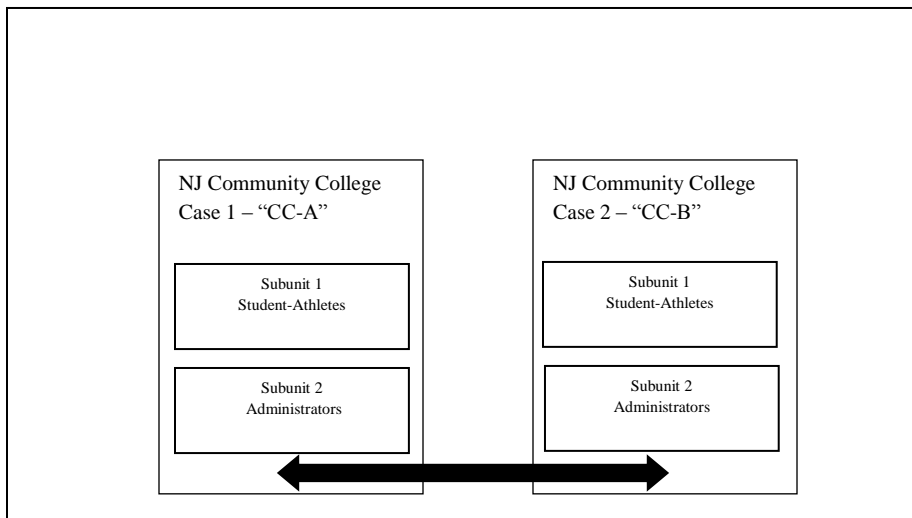 NJ Community College
Case 1 – “CC-A”
Subunit 1
Student-Athletes
Subunit 2
Administrators
NJ Community College
Case 2 – “CC-B”
Subunit 1
Student-Athletes
Subunit 2
Administrators